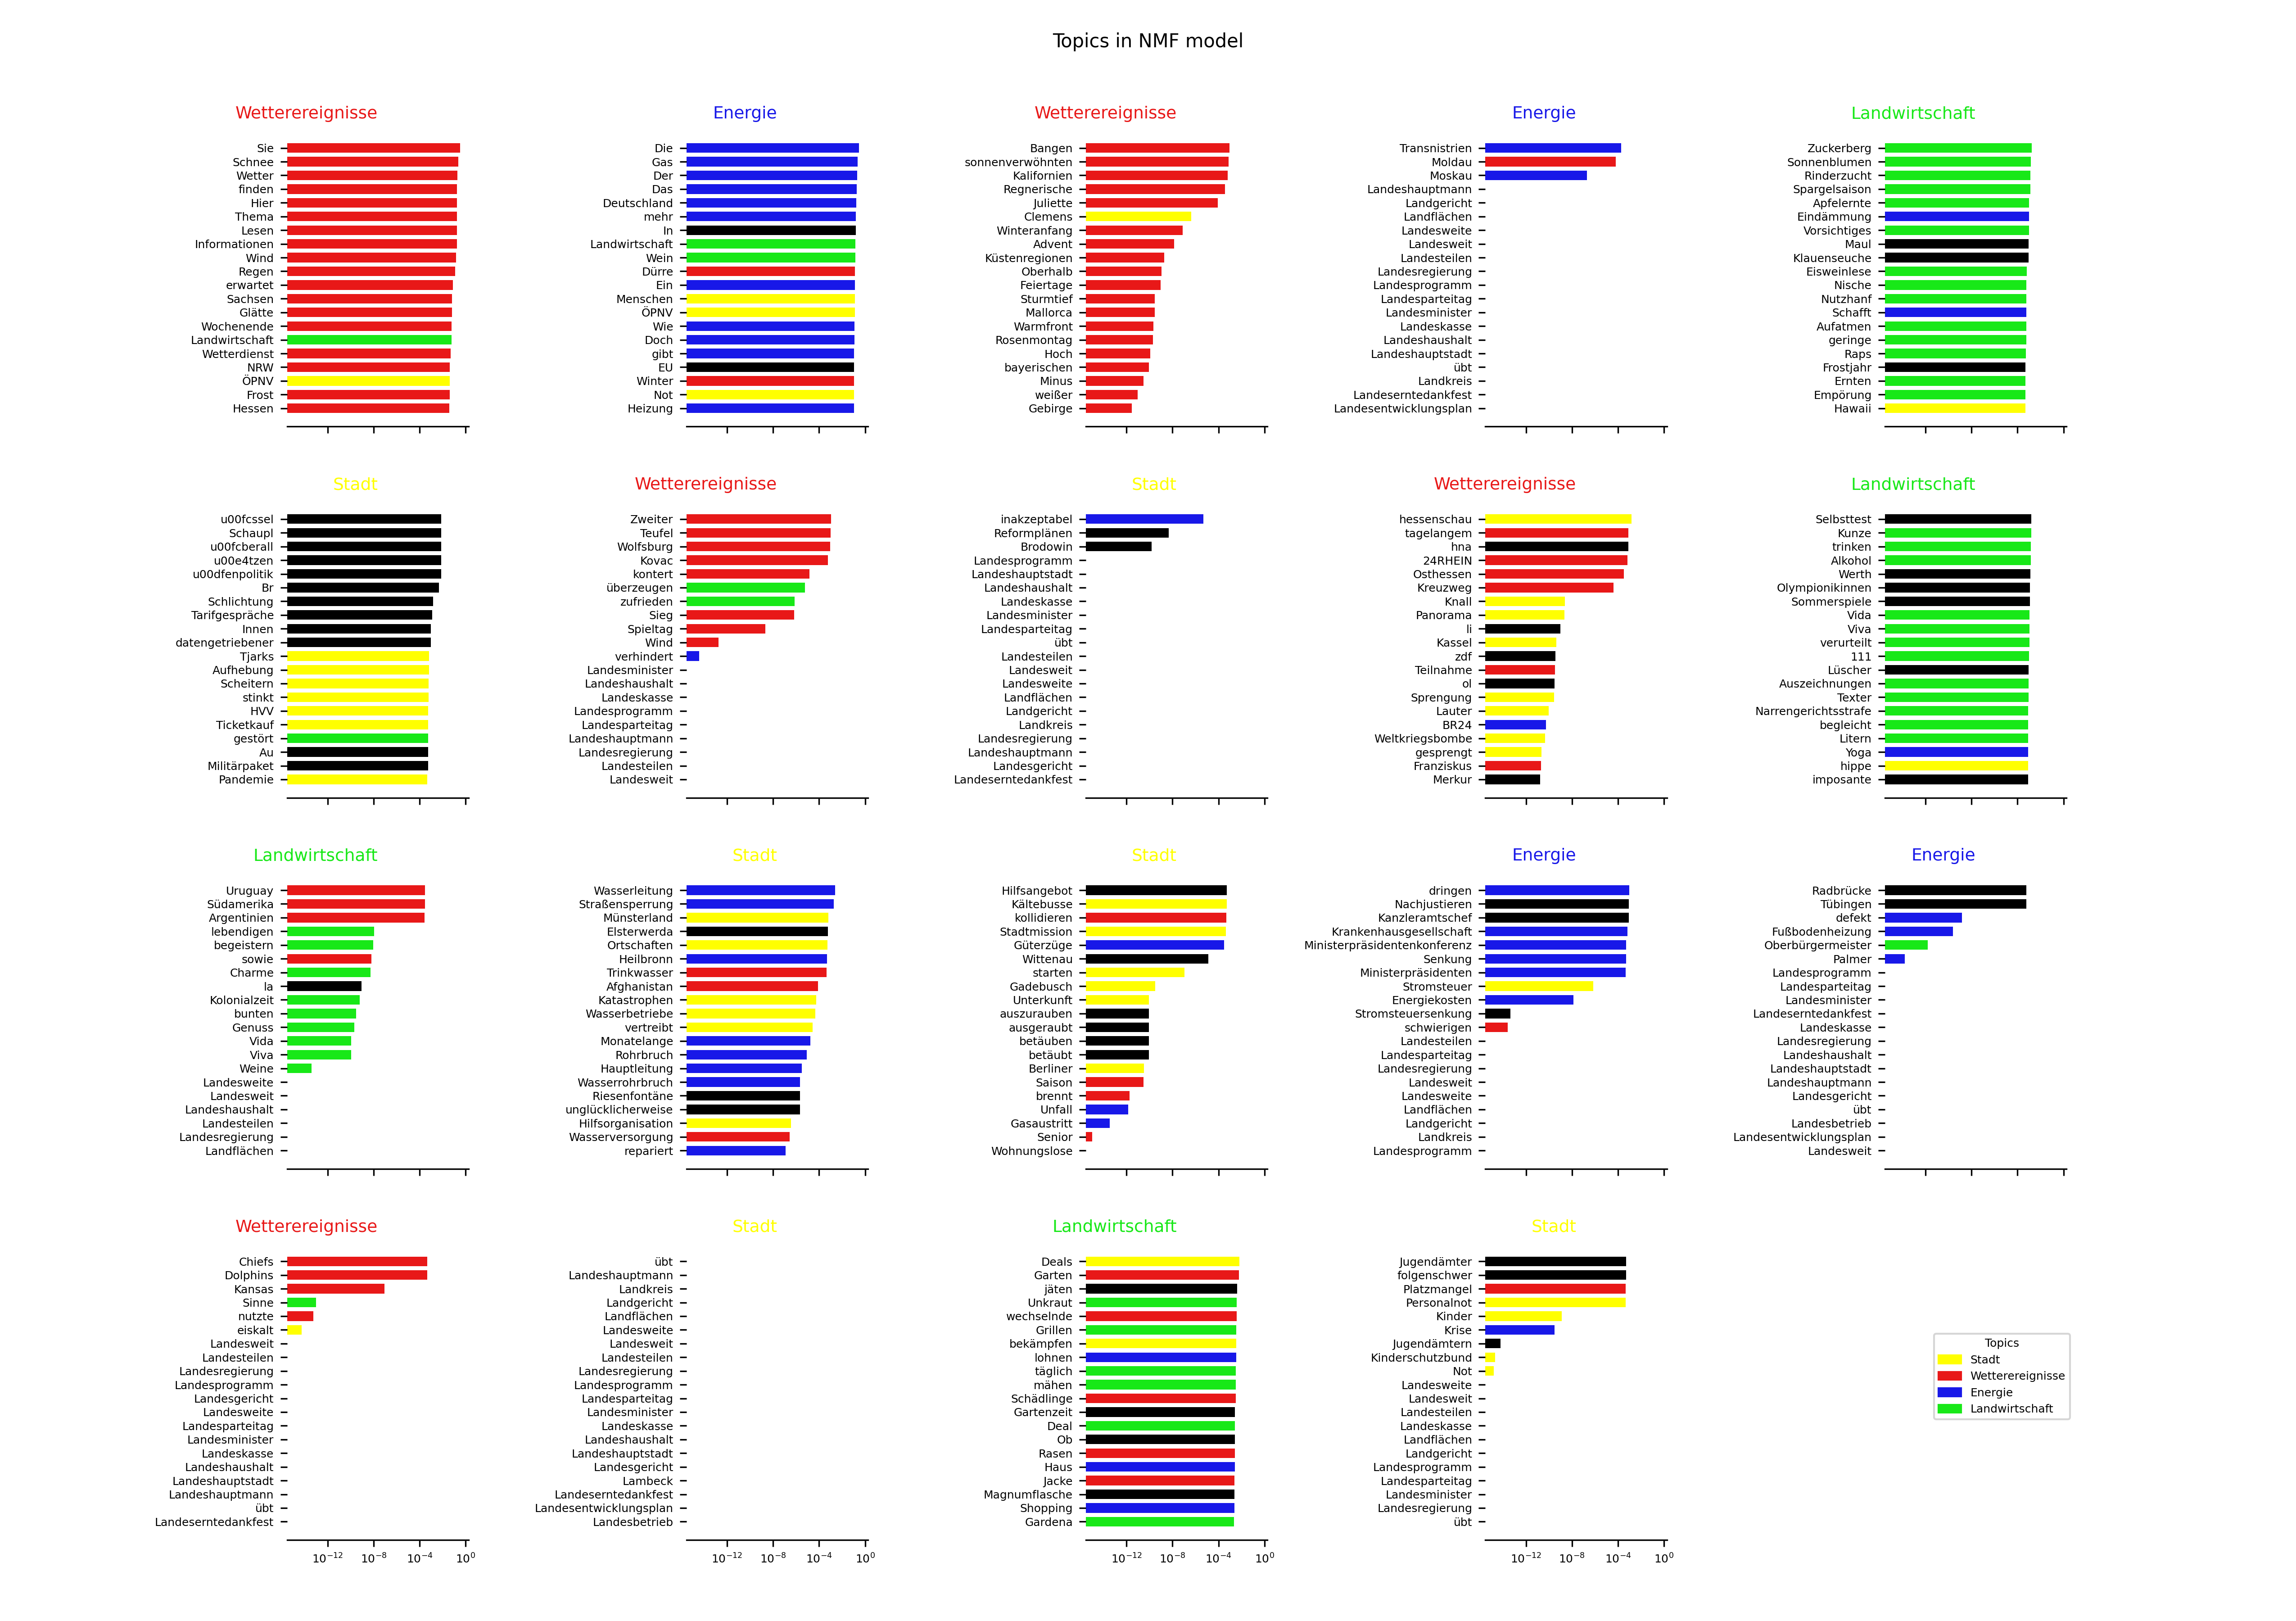 Topics in NMF model
Wetterereignisse
Sie
Schnee
Wetter
finden
Hier
Thema
Lesen
Informationen
Wind
Regen
erwartet
Sachsen
Glätte
Wochenende
Landwirtschaft
Wetterdienst
NRW
ÖPNV
Frost
Hessen
Energie
Die
Gas
Der
Das
Deutschland
mehr
In
Landwirtschaft
Wein
Dürre
Ein
Menschen
ÖPNV
Wie
Doch
gibt
EU
Winter
Not
Heizung
Wetterereignisse
Bangen
sonnenverwöhnten
Kalifornien
Regnerische
Juliette
Clemens
Winteranfang
Advent
Küstenregionen
Oberhalb
Feiertage
Sturmtief
Mallorca
Warmfront
Rosenmontag
Hoch
bayerischen
Minus
weißer
Gebirge
Energie
Transnistrien
Moldau
Moskau
Landeshauptmann
Landgericht
Landflächen
Landesweite
Landesweit
Landesteilen
Landesregierung
Landesprogramm
Landesparteitag
Landesminister
Landeskasse
Landeshaushalt
Landeshauptstadt
übt
Landkreis
Landeserntedankfest
Landesentwicklungsplan
Landwirtschaft
Zuckerberg
Sonnenblumen
Rinderzucht
Spargelsaison
Apfelernte
Eindämmung
Vorsichtiges
Maul
Klauenseuche
Eisweinlese
Nische
Nutzhanf
Schafft
Aufatmen
geringe
Raps
Frostjahr
Ernten
Empörung
Hawaii
Stadt
u00fcssel
Schaupl
u00fcberall
u00e4tzen
u00dfenpolitik
Br
Schlichtung
Tarifgespräche
Innen
datengetriebener
Tjarks
Aufhebung
Scheitern
stinkt
HVV
Ticketkauf
gestört
Au
Militärpaket
Pandemie
Wetterereignisse
Zweiter
Teufel
Wolfsburg
Kovac
kontert
überzeugen
zufrieden
Sieg
Spieltag
Wind
verhindert
Landesminister
Landeshaushalt
Landeskasse
Landesprogramm
Landesparteitag
Landeshauptmann
Landesregierung
Landesteilen
Landesweit
Stadt
inakzeptabel
Reformplänen
Brodowin
Landesprogramm
Landeshauptstadt
Landeshaushalt
Landeskasse
Landesminister
Landesparteitag
übt
Landesteilen
Landesweit
Landesweite
Landflächen
Landgericht
Landkreis
Landesregierung
Landeshauptmann
Landesgericht
Landeserntedankfest
Wetterereignisse
hessenschau
tagelangem
hna
24RHEIN
Osthessen
Kreuzweg
Knall
Panorama
li
Kassel
zdf
Teilnahme
ol
Sprengung
Lauter
BR24
Weltkriegsbombe
gesprengt
Franziskus
Merkur
Landwirtschaft
Selbsttest
Kunze
trinken
Alkohol
Werth
Olympionikinnen
Sommerspiele
Vida
Viva
verurteilt
111
Lüscher
Auszeichnungen
Texter
Narrengerichtsstrafe
begleicht
Litern
Yoga
hippe
imposante
Landwirtschaft
Uruguay
Südamerika
Argentinien
lebendigen
begeistern
sowie
Charme
la
Kolonialzeit
bunten
Genuss
Vida
Viva
Weine
Landesweite
Landesweit
Landeshaushalt
Landesteilen
Landesregierung
Landflächen
Stadt
Wasserleitung
Straßensperrung
Münsterland
Elsterwerda
Ortschaften
Heilbronn
Trinkwasser
Afghanistan
Katastrophen
Wasserbetriebe
vertreibt
Monatelange
Rohrbruch
Hauptleitung
Wasserrohrbruch
Riesenfontäne
unglücklicherweise
Hilfsorganisation
Wasserversorgung
repariert
Stadt
Hilfsangebot
Kältebusse
kollidieren
Stadtmission
Güterzüge
Wittenau
starten
Gadebusch
Unterkunft
auszurauben
ausgeraubt
betäuben
betäubt
Berliner
Saison
brennt
Unfall
Gasaustritt
Senior
Wohnungslose
Energie
dringen
Nachjustieren
Kanzleramtschef
Krankenhausgesellschaft
Ministerpräsidentenkonferenz
Senkung
Ministerpräsidenten
Stromsteuer
Energiekosten
Stromsteuersenkung
schwierigen
Landesteilen
Landesparteitag
Landesregierung
Landesweit
Landesweite
Landflächen
Landgericht
Landkreis
Landesprogramm
Energie
Radbrücke
Tübingen
defekt
Fußbodenheizung
Oberbürgermeister
Palmer
Landesprogramm
Landesparteitag
Landesminister
Landeserntedankfest
Landeskasse
Landesregierung
Landeshaushalt
Landeshauptstadt
Landeshauptmann
Landesgericht
übt
Landesbetrieb
Landesentwicklungsplan
Landesweit
Wetterereignisse
Chiefs
Dolphins
Kansas
Sinne
nutzte
eiskalt
Landesweit
Landesteilen
Landesregierung
Landesprogramm
Landesgericht
Landesweite
Landesparteitag
Landesminister
Landeskasse
Landeshaushalt
Landeshauptstadt
Landeshauptmann
übt
Landeserntedankfest
10⁻¹² 10⁻⁸ 10⁻⁴ 10⁰
Stadt
übt
Landeshauptmann
Landkreis
Landgericht
Landflächen
Landesweite
Landesweit
Landesteilen
Landesregierung
Landesprogramm
Landesparteitag
Landesminister
Landeskasse
Landeshaushalt
Landeshauptstadt
Landesgericht
Lambeck
Landeserntedankfest
Landesentwicklungsplan
Landesbetrieb
10⁻¹² 10⁻⁸ 10⁻⁴ 10⁰
Landwirtschaft
Deals
Garten
jäten
Unkraut
wechselnde
Grillen
bekämpfen
lohnen
täglich
mähen
Schädlinge
Gartenzeit
Deal
Ob
Rasen
Haus
Jacke
Magnumflasche
Shopping
Gardena
10⁻¹² 10⁻⁸ 10⁻⁴ 10⁰
Stadt
Jugendämter
folgenschwer
Platzmangel
Personalnot
Kinder
Krise
Jugendämtern
Kinderschutzbund
Not
Landesweite
Landesweit
Landesteilen
Landeskasse
Landflächen
Landgericht
Landesprogramm
Landesparteitag
Landesminister
Landesregierung
übt
10⁻¹² 10⁻⁸ 10⁻⁴ 10⁰
Topics
Stadt
Wetterereignisse
Energie
Landwirtschaft